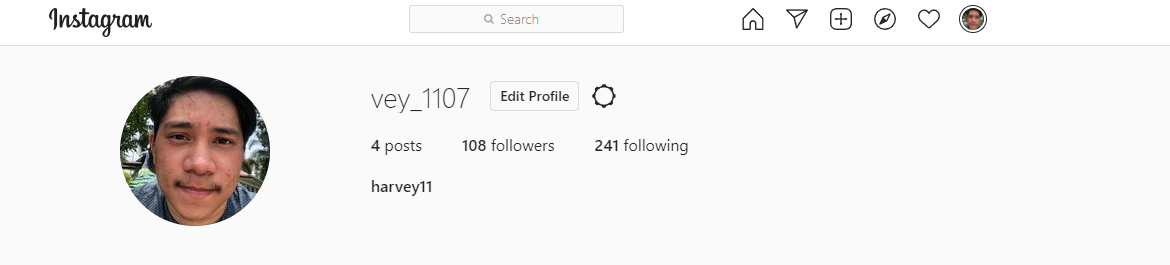 Instagram
Search
vey_1107 Edit Profile
4 posts 108 followers 241 following
harvey11